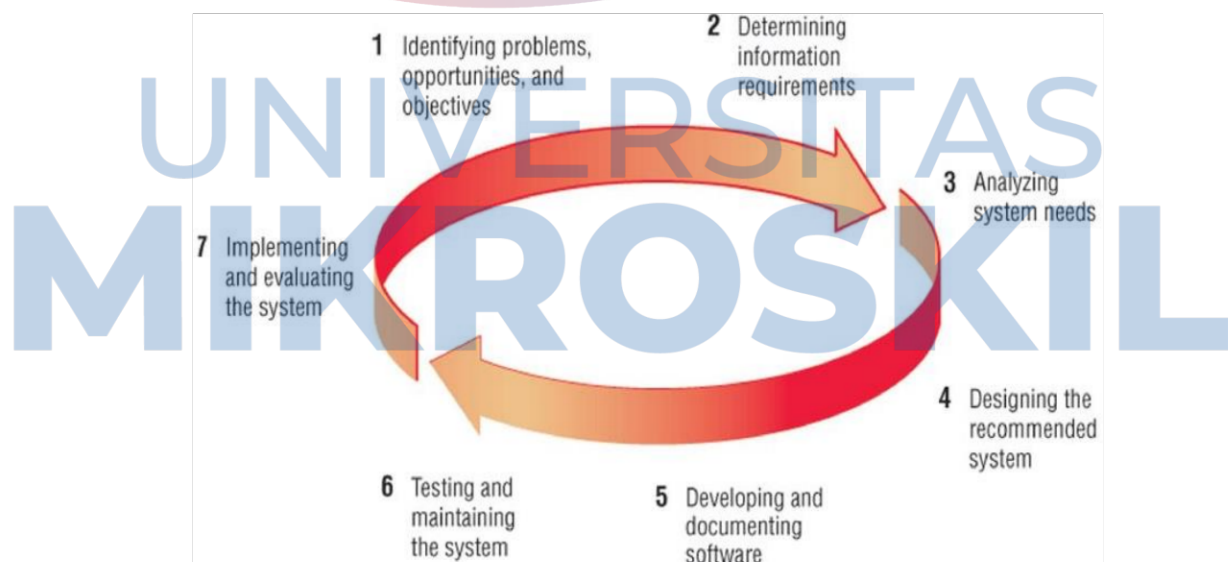 1 Identifying problems,
opportunities, and
objectives
2 Determining
information
requirements
3 Analyzing
system needs
4 Designing the
recommended
system
5 Developing and
documenting
software
6 Testing and
maintaining
the system
7 Implementing
and evaluating
the system
UNIVERSITAS
MIKROSKIL